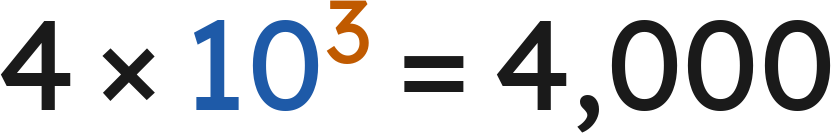 4 × 10³ = 4,000